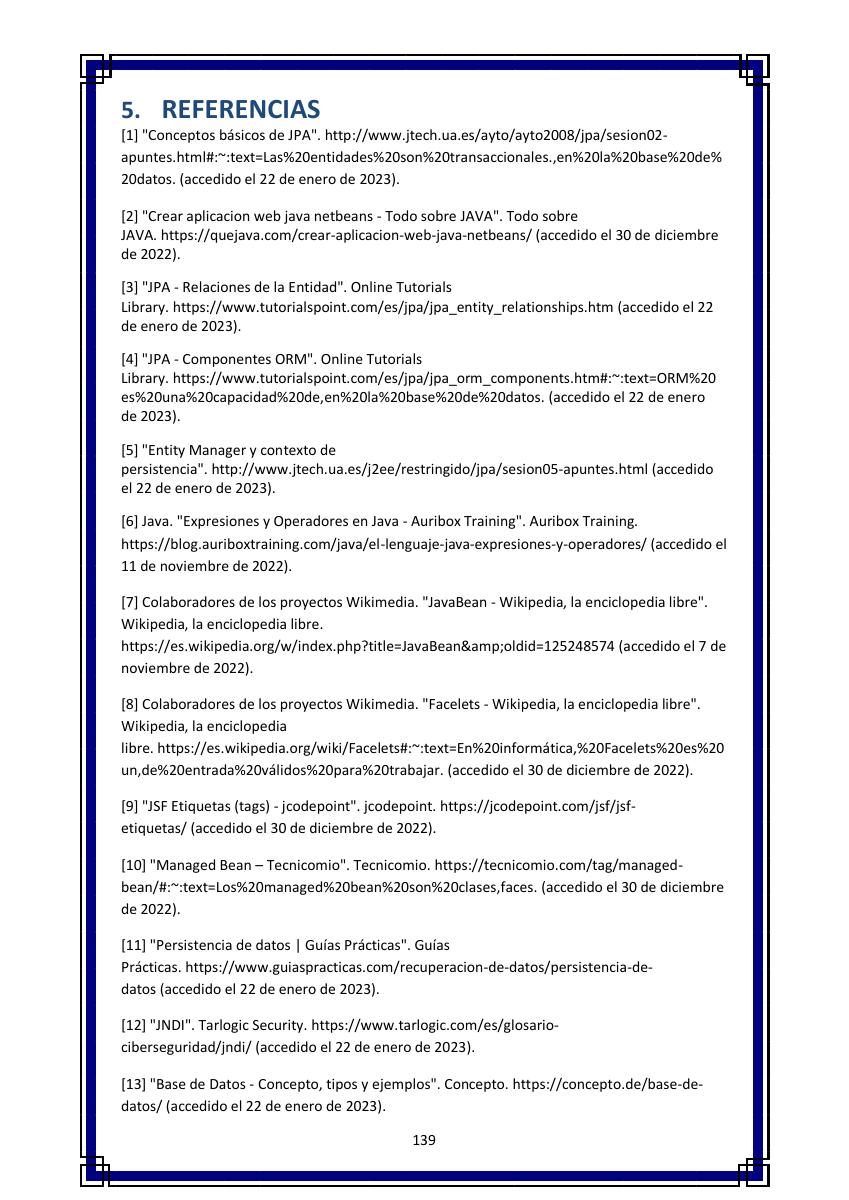 5. REFERENCIAS
[1] "Conceptos básicos de JPA". http://www.jtech.ua.es/ayto/ayto2008/jpa/sesion02-
apuntes.html#:~:text=Las%20entidades%20son%20transaccionales.,en%20la%20base%20de%
20datos. (accedido el 22 de enero de 2023).
[2] "Crear aplicacion web java netbeans - Todo sobre JAVA". Todo sobre
JAVA. https://quejava.com/crear-aplicacion-web-java-netbeans/ (accedido el 30 de diciembre
de 2022).
[3] "JPA - Relaciones de la Entidad". Online Tutorials
Library. https://www.tutorialspoint.com/es/jpa/jpa_entity_relationships.htm (accedido el 22
de enero de 2023).
[4] "JPA - Componentes ORM". Online Tutorials
Library. https://www.tutorialspoint.com/es/jpa/jpa_orm_components.htm#:~:text=ORM%20
es%20una%20capacidad%20de,en%20la%20base%20de%20datos. (accedido el 22 de enero
de 2023).
[5] "Entity Manager y contexto de
persistencia". http://www.jtech.ua.es/j2ee/restringido/jpa/sesion05-apuntes.html (accedido
el 22 de enero de 2023).
[6] Java. "Expresiones y Operadores en Java - Auribox Training". Auribox Training.
https://blog.auriboxtraining.com/java/el-lenguaje-java-expresiones-y-operadores/ (accedido el
11 de noviembre de 2022).
[7] Colaboradores de los proyectos Wikimedia. "JavaBean - Wikipedia, la enciclopedia libre".
Wikipedia, la enciclopedia libre.
https://es.wikipedia.org/w/index.php?title=JavaBean&amp;oldid=125248574 (accedido el 7 de
noviembre de 2022).
[8] Colaboradores de los proyectos Wikimedia. "Facelets - Wikipedia, la enciclopedia libre".
Wikipedia, la enciclopedia
libre. https://es.wikipedia.org/wiki/Facelets#:~:text=En%20informática,%20Facelets%20es%20
un,de%20entrada%20válidos%20para%20trabajar. (accedido el 30 de diciembre de 2022).
[9] "JSF Etiquetas (tags) - jcodepoint". jcodepoint. https://jcodepoint.com/jsf/jsf-
etiquetas/ (accedido el 30 de diciembre de 2022).
[10] "Managed Bean – Tecnicomio". Tecnicomio. https://tecnicomio.com/tag/managed-
bean/#:~:text=Los%20managed%20bean%20son%20clases,faces. (accedido el 30 de diciembre
de 2022).
[11] "Persistencia de datos | Guías Prácticas". Guías
Prácticas. https://www.guiaspracticas.com/recuperacion-de-datos/persistencia-de-
datos (accedido el 22 de enero de 2023).
[12] "JNDI". Tarlogic Security. https://www.tarlogic.com/es/glosario-
ciberseguridad/jndi/ (accedido el 22 de enero de 2023).
[13] "Base de Datos - Concepto, tipos y ejemplos". Concepto. https://concepto.de/base-de-
datos/ (accedido el 22 de enero de 2023).
139